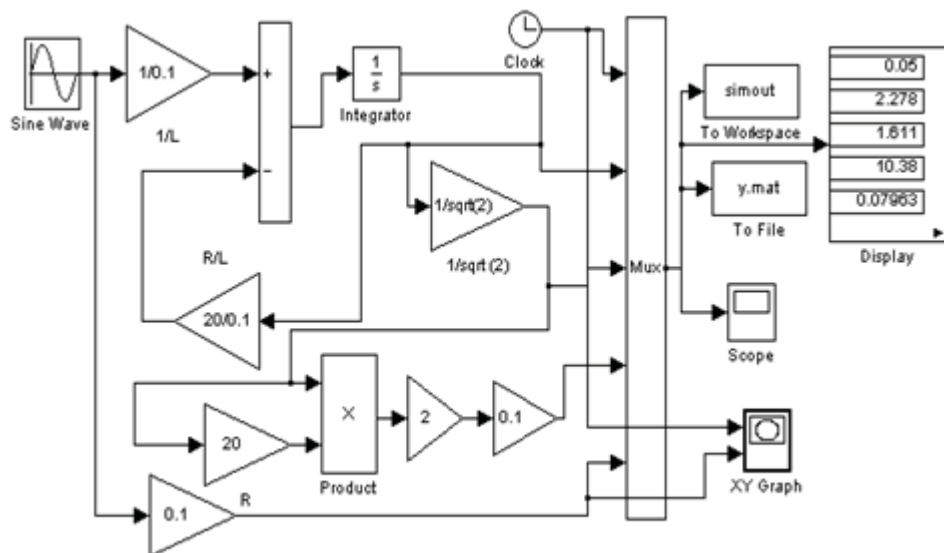 Sine Wave
1/0.1
1/L
+
−
1
s
Integrator
Clock
simout
To Workspace
y.mat
To File
0.05
2.278
1.611
10.38
0.07963
Display
1/sqrt(2)
1/sqrt (2)
Mux
R/L
20/0.1
Scope
X
Product
2
0.1
20
R
0.1
XY Graph